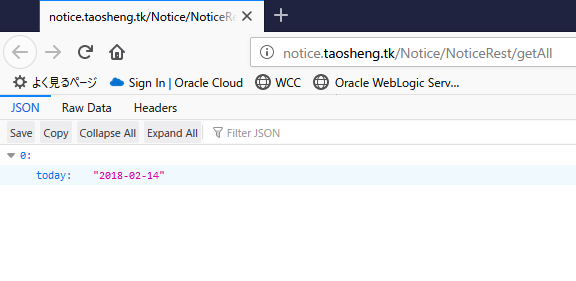 notice.taosheng.tk/Notice/NoticeRe
notice.taosheng.tk/Notice/NoticeRest/getAll
よく見るページ Sign In | Oracle Cloud WCC Oracle WebLogic Serv...
JSON Raw Data Headers
Save Copy Collapse All Expand All Filter JSON
0:
today: "2018-02-14"